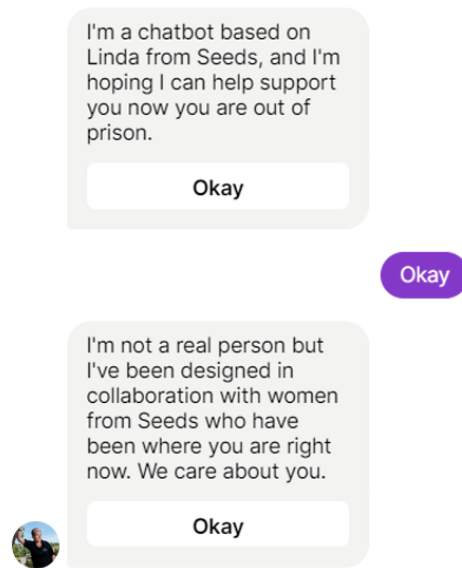 I'm a chatbot based on
Linda from Seeds, and I'm
hoping I can help support
you now you are out of
prison.
Okay
Okay
I'm not a real person but
I've been designed in
collaboration with women
from Seeds who have
been where you are right
now. We care about you.
Okay